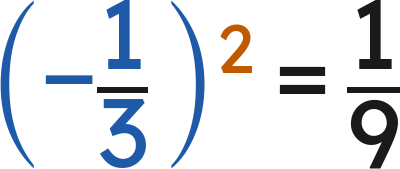 (−1/3)² = 1/9